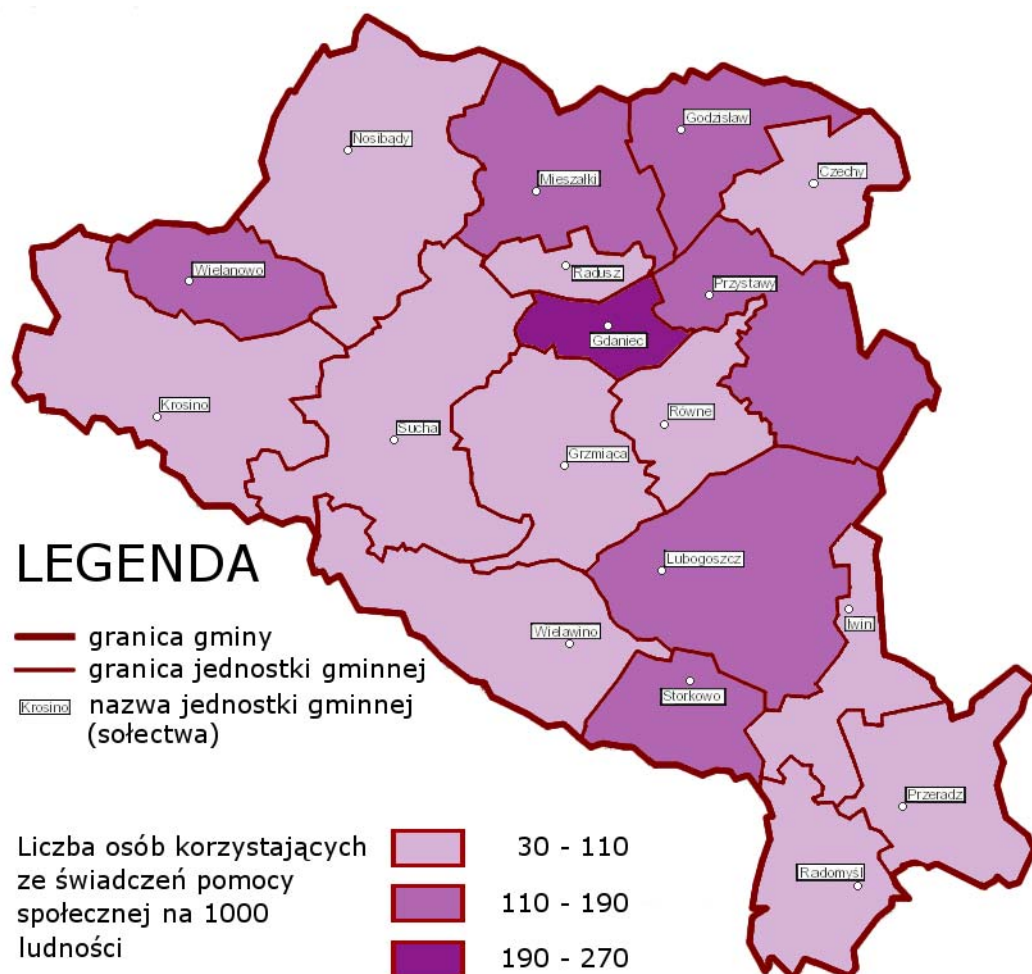 Godzisław
Nosibądy
Czechy
Mieszałki
Wielanowo
Radusz
Przystawy
Gdaniec
Krosino
Sucha
Równe
Grzmiąca
Lubogoszcz
Iwin
Wielawino
Storkowo
Przeradz
Radomyśl
LEGENDA
granica gminy
granica jednostki gminnej
Krosino nazwa jednostki gminnej
(sołectwa)
Liczba osób korzystających
ze świadczeń pomocy
społecznej na 1000
ludności
30 - 110
110 - 190
190 - 270